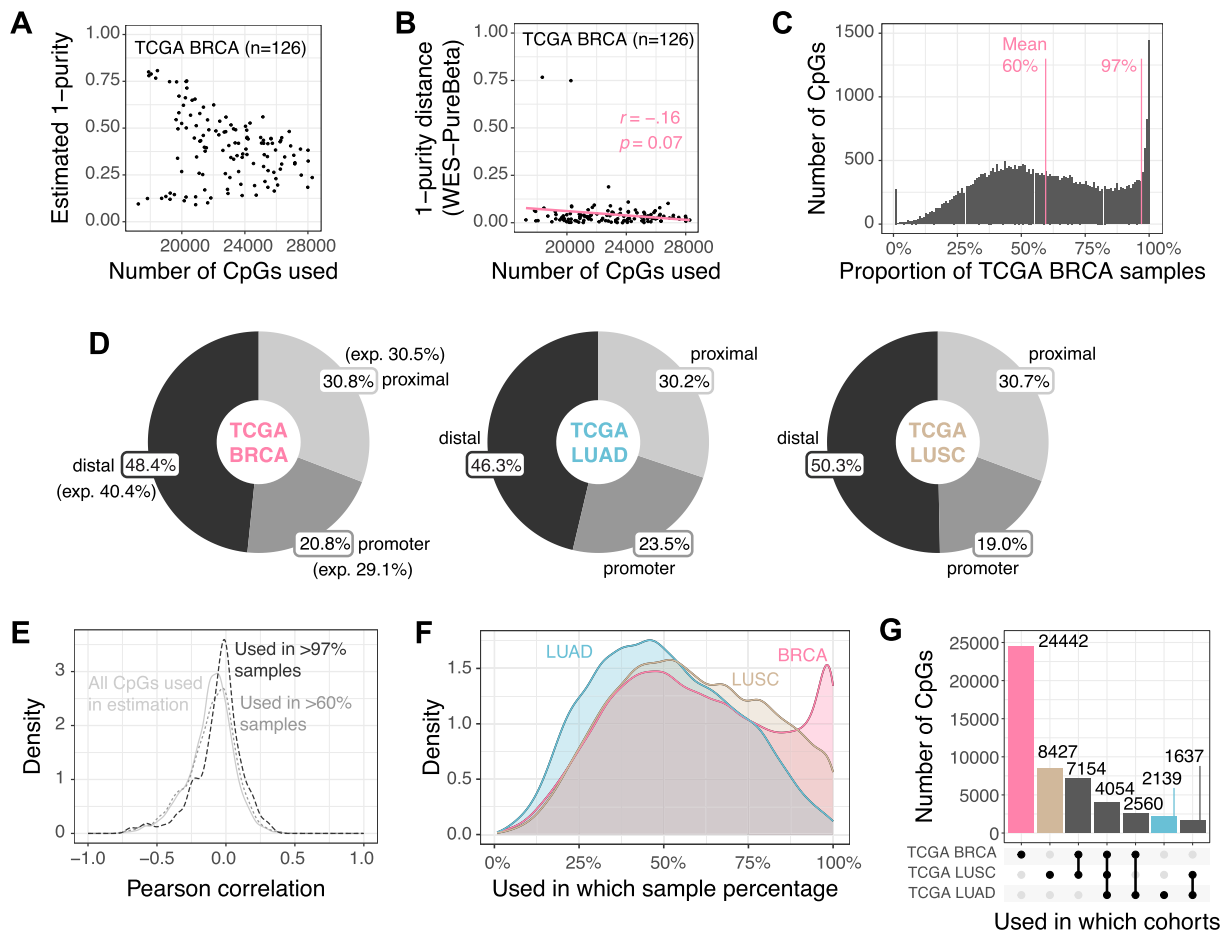 A
Estimated 1−purity
1.00
0.75
0.50
0.25
0.00
TCGA BRCA (n=126)
20000 24000 28000
Number of CpGs used
B
1−purity distance
(WES−PureBeta)
1.00
0.75
0.50
0.25
0.00
TCGA BRCA (n=126)
r = −.16
p = 0.07
20000 24000 28000
Number of CpGs used
C
Number of CpGs
1500
1000
500
0
Mean
60% 97%
0% 25% 50% 75% 100%
Proportion of TCGA BRCA samples
D
(exp. 30.5%)
30.8% proximal
TCGA
BRCA
distal 48.4%
(exp. 40.4%)
20.8% promoter
(exp. 29.1%)
proximal
30.2%
TCGA
LUAD
distal
46.3%
23.5%
promoter
proximal
30.7%
TCGA
LUSC
distal
50.3%
19.0%
promoter
E
Density
3
2
1
0
Used in >97%
samples
All CpGs used
in estimation
Used in >60%
samples
−1.0 −0.5 0.0 0.5 1.0
Pearson correlation
F
Density
1.5
1.0
0.5
0.0
LUAD
LUSC
BRCA
0% 25% 50% 75% 100%
Used in which sample percentage
G
Number of CpGs
25000
20000
15000
10000
5000
0
24442
8427
7154
4054
2560
2139
1637
TCGA BRCA
TCGA LUSC
TCGA LUAD
Used in which cohorts